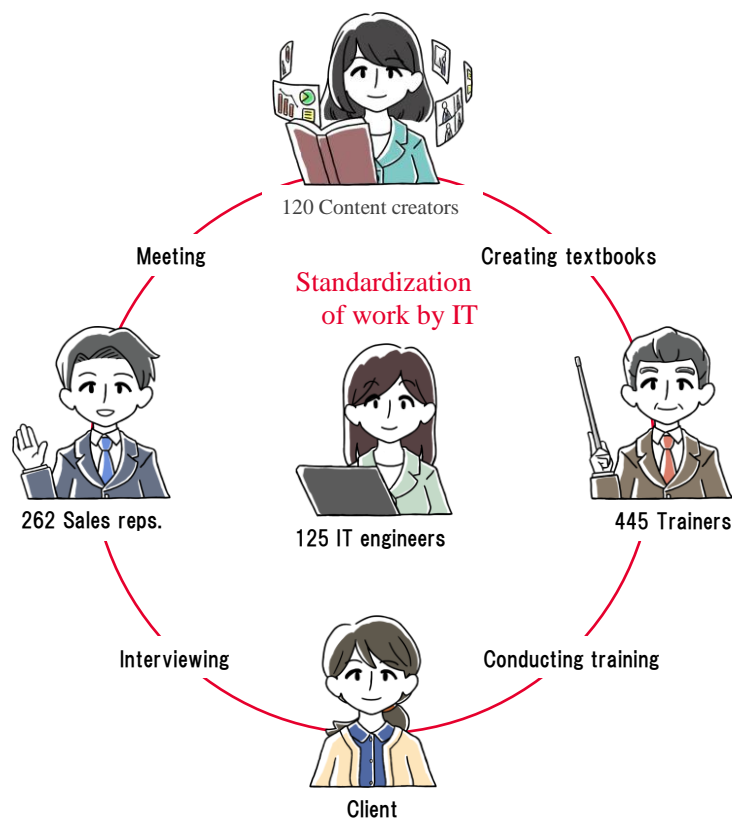 120 Content creators
Meeting
Creating textbooks
Standardization
of work by IT
262 Sales reps.
125 IT engineers
445 Trainers
Interviewing
Conducting training
Client